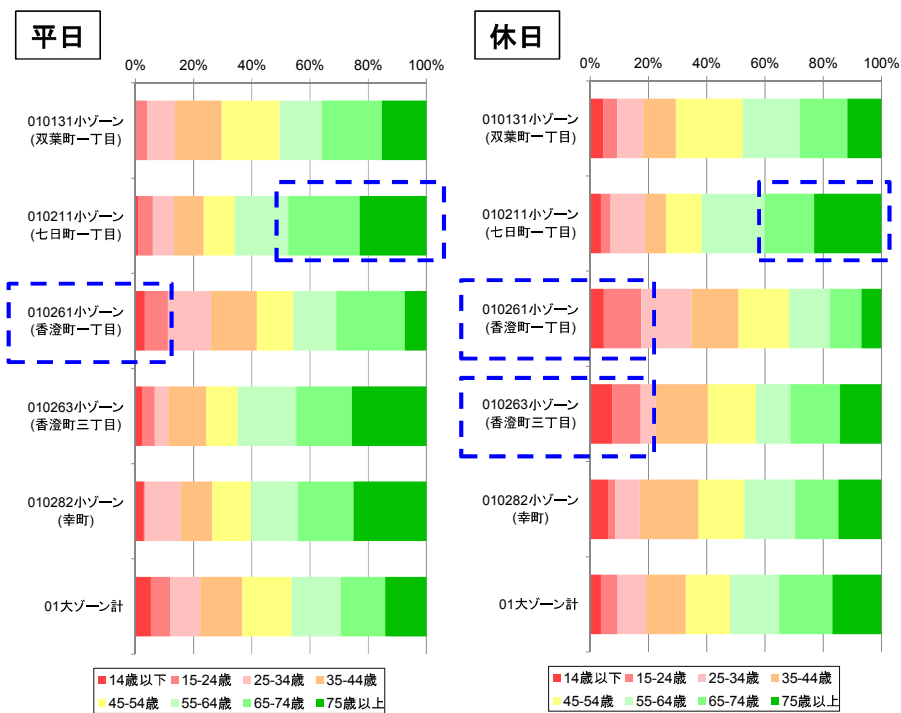 平日
0% 20% 40% 60% 80% 100%
010131小ゾーン
(双葉町一丁目)
010211小ゾーン
(七日町一丁目)
010261小ゾーン
(香澄町一丁目)
010263小ゾーン
(香澄町三丁目)
010282小ゾーン
(幸町)
01大ゾーン計
14歳以下 15-24歳 25-34歳 35-44歳
45-54歳 55-64歳 65-74歳 75歳以上
休日
0% 20% 40% 60% 80% 100%
010131小ゾーン
(双葉町一丁目)
010211小ゾーン
(七日町一丁目)
010261小ゾーン
(香澄町一丁目)
010263小ゾーン
(香澄町三丁目)
010282小ゾーン
(幸町)
01大ゾーン計
14歳以下 15-24歳 25-34歳 35-44歳
45-54歳 55-64歳 65-74歳 75歳以上